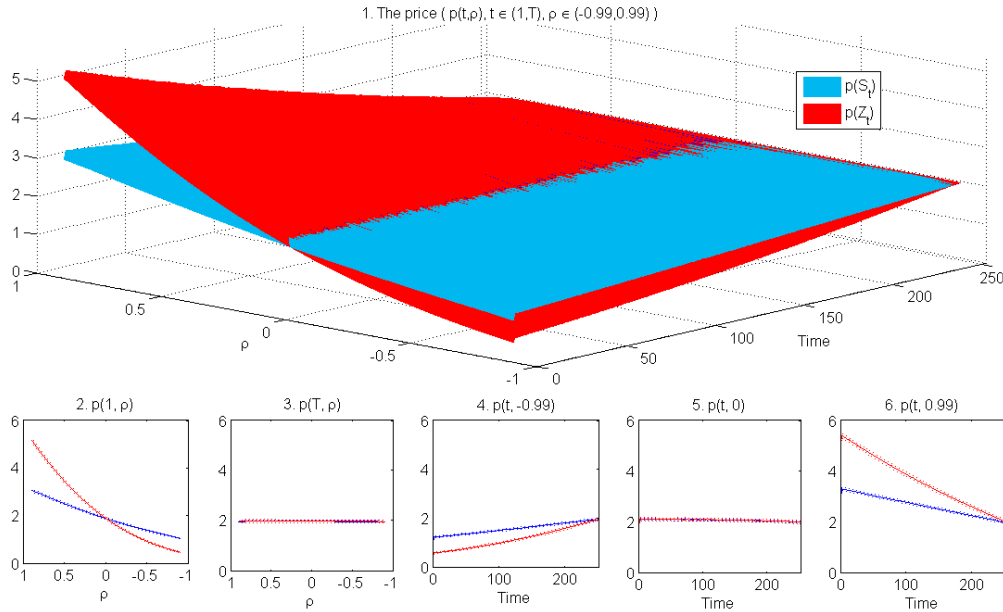 1. The price ( p(t,ρ), t ∈ (1,T), ρ ∈ (-0.99,0.99) )
5
4
3
2
1
0
p(S_t)
p(Z_t)
1
0.5
0
-0.5
-1
ρ
0
50
100
150
200
250
Time
2. p(1, ρ)
6
4
2
0
1 0.5 0 -0.5 -1
ρ
3. p(T, ρ)
6
4
2
0
1 0.5 0 -0.5 -1
ρ
4. p(t, -0.99)
6
4
2
0
0 100 200
Time
5. p(t, 0)
6
4
2
0
0 100 200
Time
6. p(t, 0.99)
6
4
2
0
0 100 200
Time